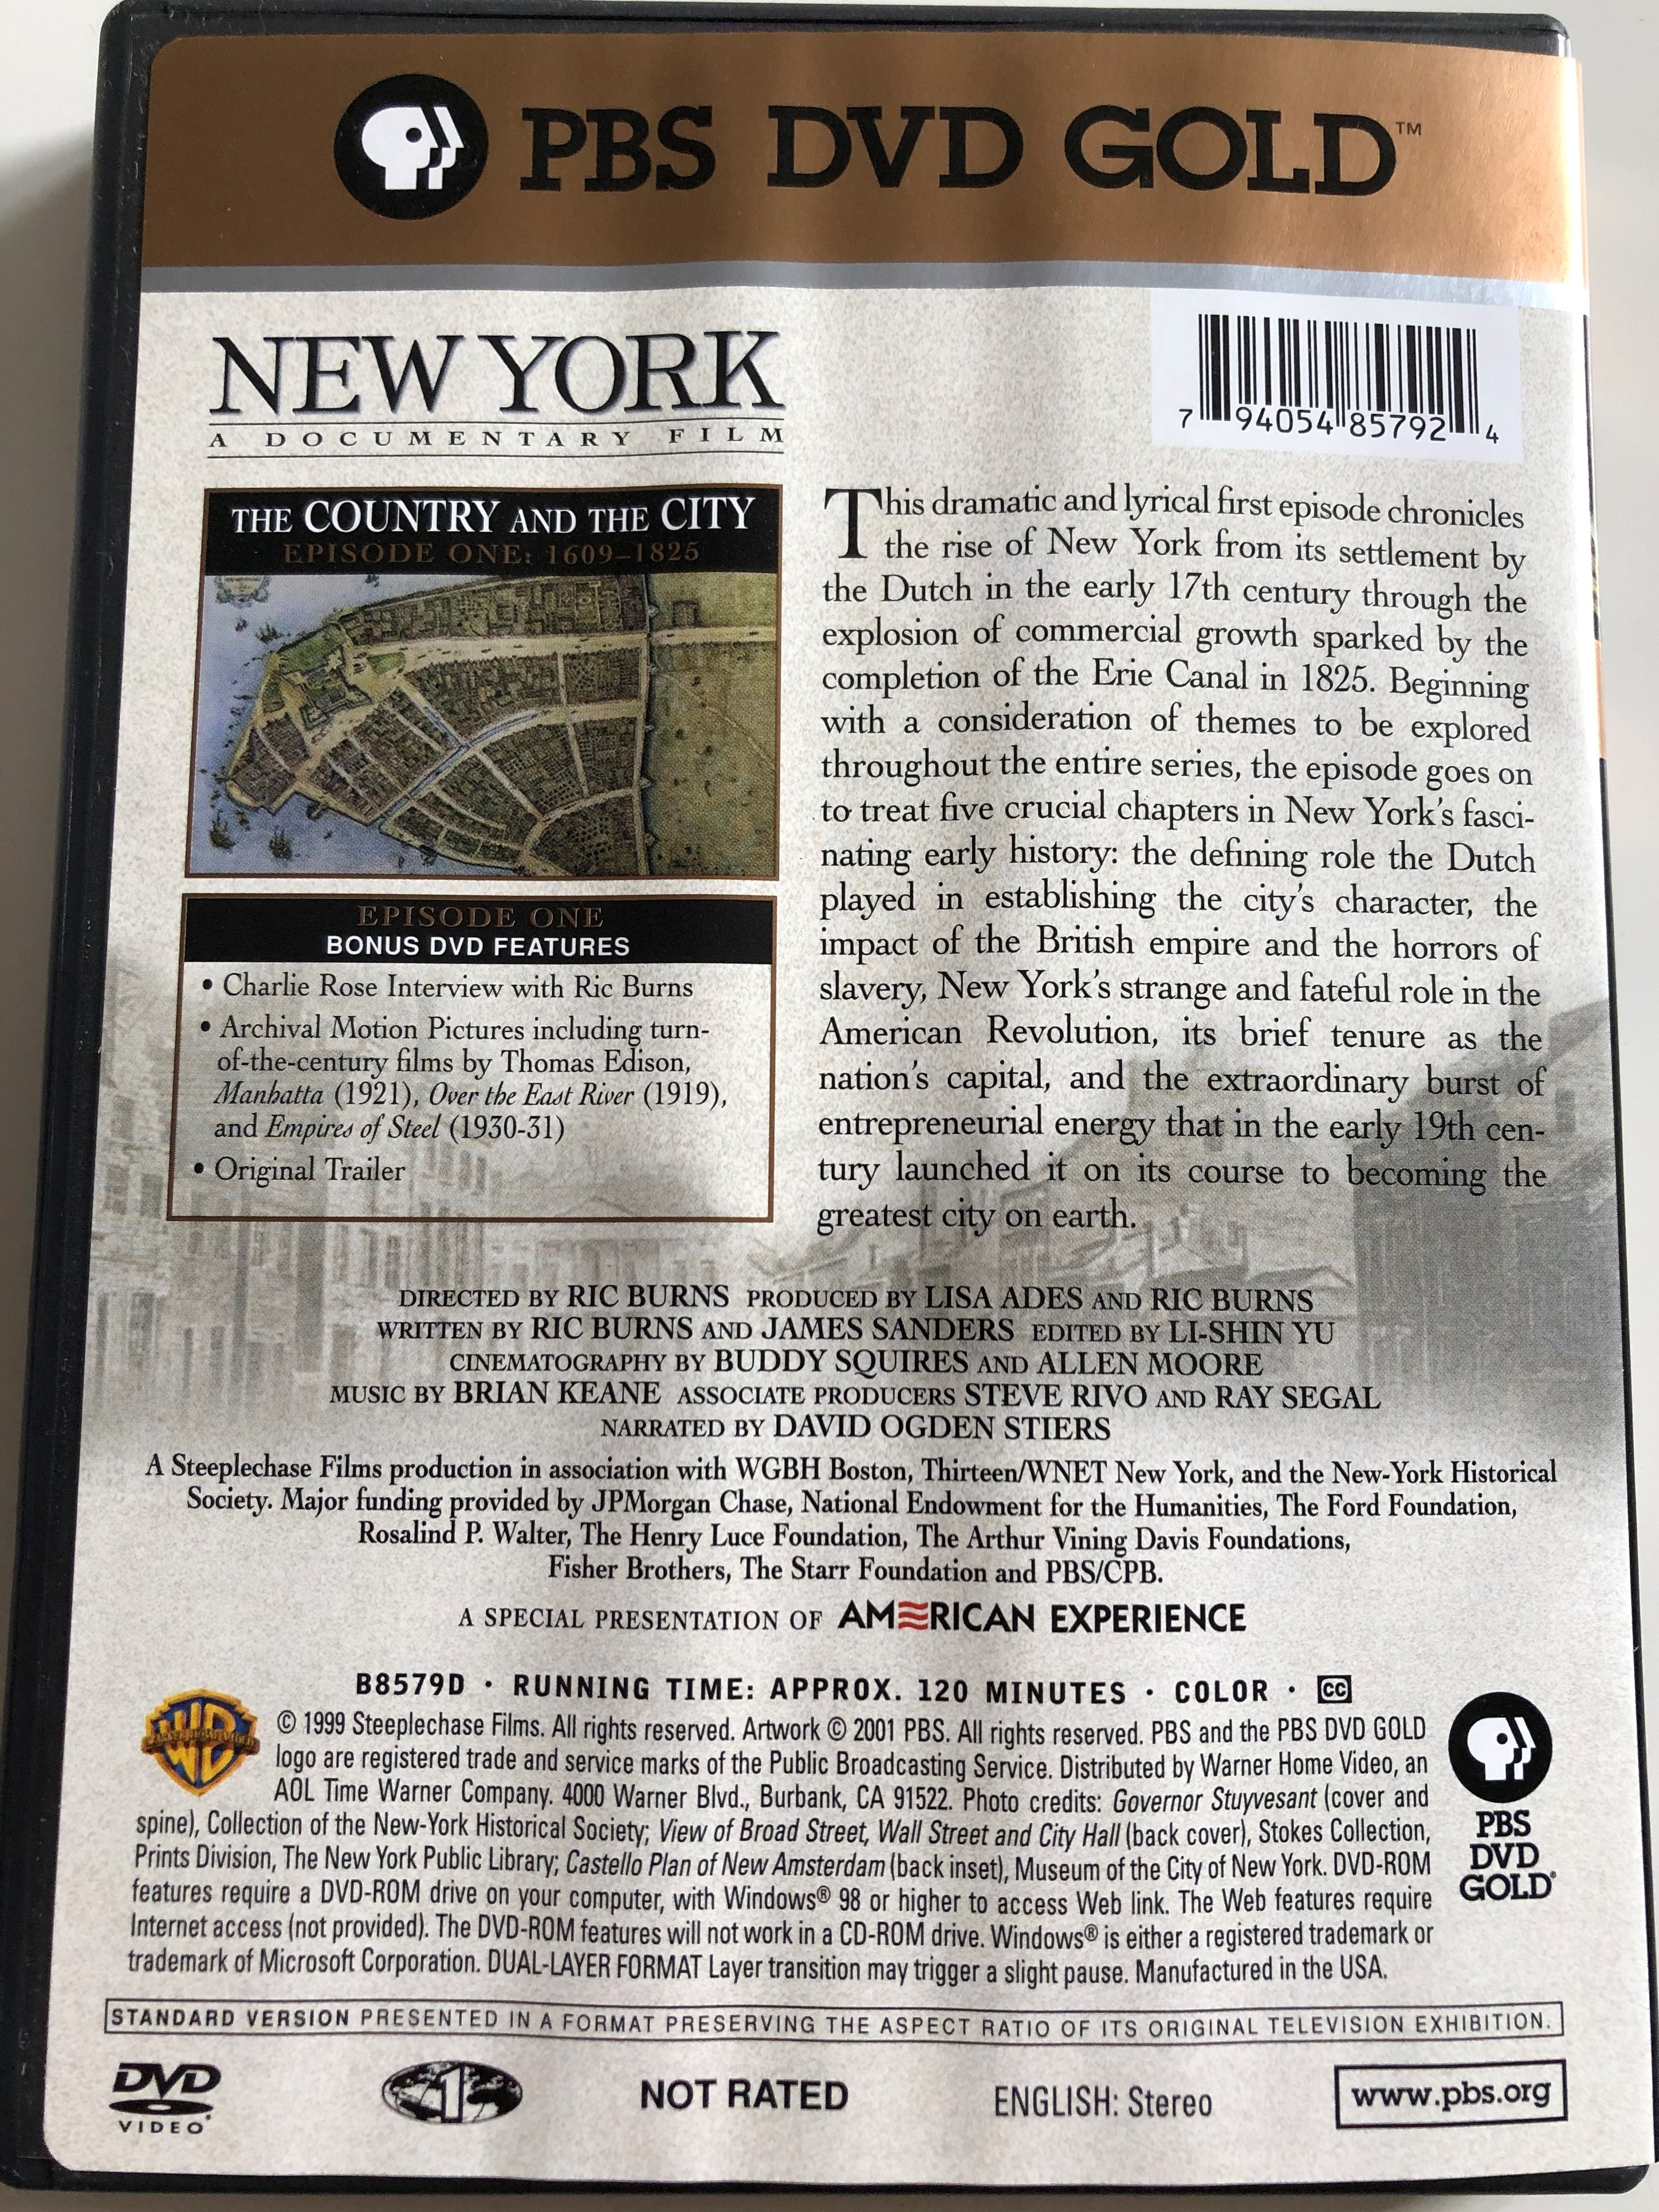 PBS DVD GOLD™
NEW YORK
A DOCUMENTARY FILM
7 94054 85792 4
THE COUNTRY AND THE CITY
EPISODE ONE: 1609–1825
EPISODE ONE
BONUS DVD FEATURES
• Charlie Rose Interview with Ric Burns
• Archival Motion Pictures including turn-
of-the-century films by Thomas Edison,
Manhatta (1921), Over the East River (1919),
and Empires of Steel (1930-31)
• Original Trailer
This dramatic and lyrical first episode chronicles
the rise of New York from its settlement by
the Dutch in the early 17th century through the
explosion of commercial growth sparked by the
completion of the Erie Canal in 1825. Beginning
with a consideration of themes to be explored
throughout the entire series, the episode goes on
to treat five crucial chapters in New York's fasci-
nating early history: the defining role the Dutch
played in establishing the city's character, the
impact of the British empire and the horrors of
slavery, New York's strange and fateful role in the
American Revolution, its brief tenure as the
nation's capital, and the extraordinary burst of
entrepreneurial energy that in the early 19th cen-
tury launched it on its course to becoming the
greatest city on earth.
DIRECTED BY RIC BURNS PRODUCED BY LISA ADES AND RIC BURNS
WRITTEN BY RIC BURNS AND JAMES SANDERS EDITED BY LI-SHIN YU
CINEMATOGRAPHY BY BUDDY SQUIRES AND ALLEN MOORE
MUSIC BY BRIAN KEANE ASSOCIATE PRODUCERS STEVE RIVO AND RAY SEGAL
NARRATED BY DAVID OGDEN STIERS
A Steeplechase Films production in association with WGBH Boston, Thirteen/WNET New York, and the New-York Historical
Society. Major funding provided by JPMorgan Chase, National Endowment for the Humanities, The Ford Foundation,
Rosalind P. Walter, The Henry Luce Foundation, The Arthur Vining Davis Foundations,
Fisher Brothers, The Starr Foundation and PBS/CPB.
A SPECIAL PRESENTATION OF AMERICAN EXPERIENCE
B8579D · RUNNING TIME: APPROX. 120 MINUTES · COLOR · CC
© 1999 Steeplechase Films. All rights reserved. Artwork © 2001 PBS. All rights reserved. PBS and the PBS DVD GOLD
logo are registered trade and service marks of the Public Broadcasting Service. Distributed by Warner Home Video, an
AOL Time Warner Company. 4000 Warner Blvd., Burbank, CA 91522. Photo credits: Governor Stuyvesant (cover and
spine), Collection of the New-York Historical Society; View of Broad Street, Wall Street and City Hall (back cover), Stokes Collection,
Prints Division, The New York Public Library; Castello Plan of New Amsterdam (back inset), Museum of the City of New York. DVD-ROM
features require a DVD-ROM drive on your computer, with Windows® 98 or higher to access Web link. The Web features require
Internet access (not provided). The DVD-ROM features will not work in a CD-ROM drive. Windows® is either a registered trademark or
trademark of Microsoft Corporation. DUAL-LAYER FORMAT Layer transition may trigger a slight pause. Manufactured in the USA.
PBS
DVD
GOLD®
STANDARD VERSION PRESENTED IN A FORMAT PRESERVING THE ASPECT RATIO OF ITS ORIGINAL TELEVISION EXHIBITION.
DVD
VIDEO
1
NOT RATED
ENGLISH: Stereo
www.pbs.org